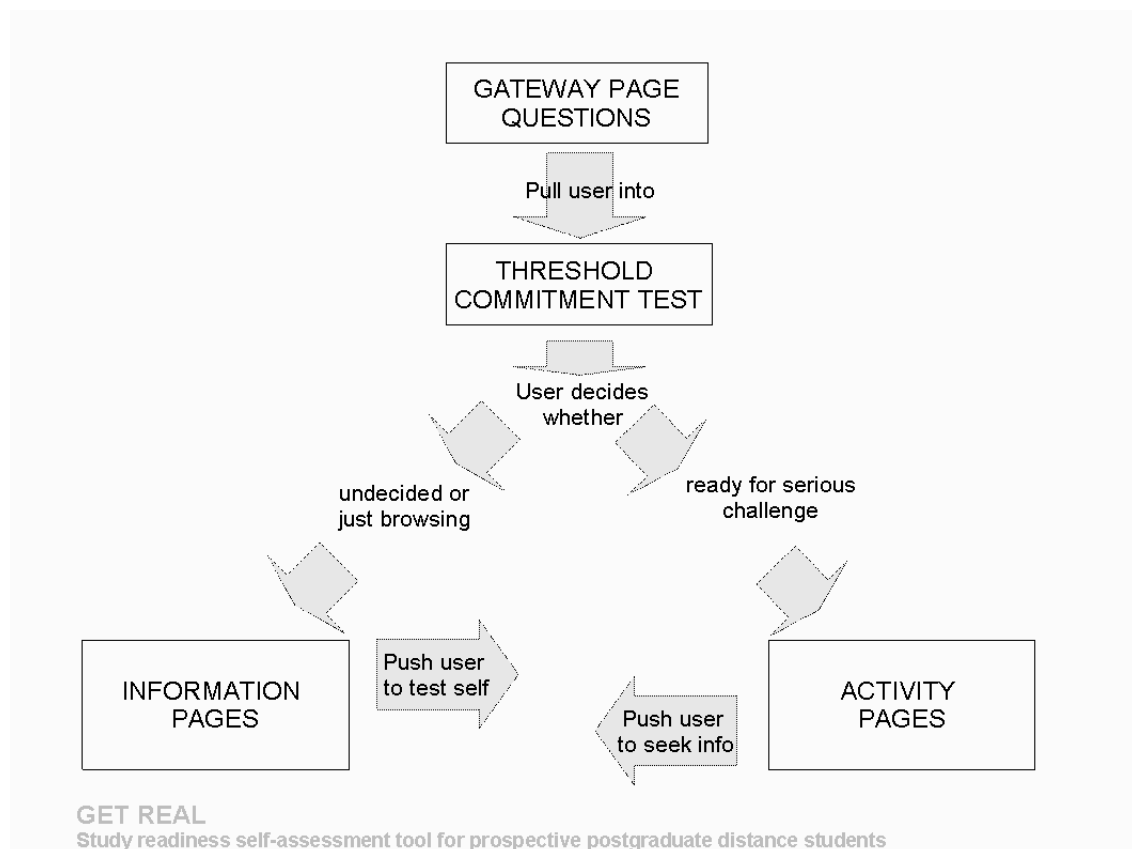 GATEWAY PAGE
QUESTIONS
Pull user into
THRESHOLD
COMMITMENT TEST
User decides
whether
undecided or
just browsing
ready for serious
challenge
INFORMATION
PAGES
Push user
to test self
Push user
to seek info
ACTIVITY
PAGES
GET REAL
Study readiness self-assessment tool for prospective postgraduate distance students